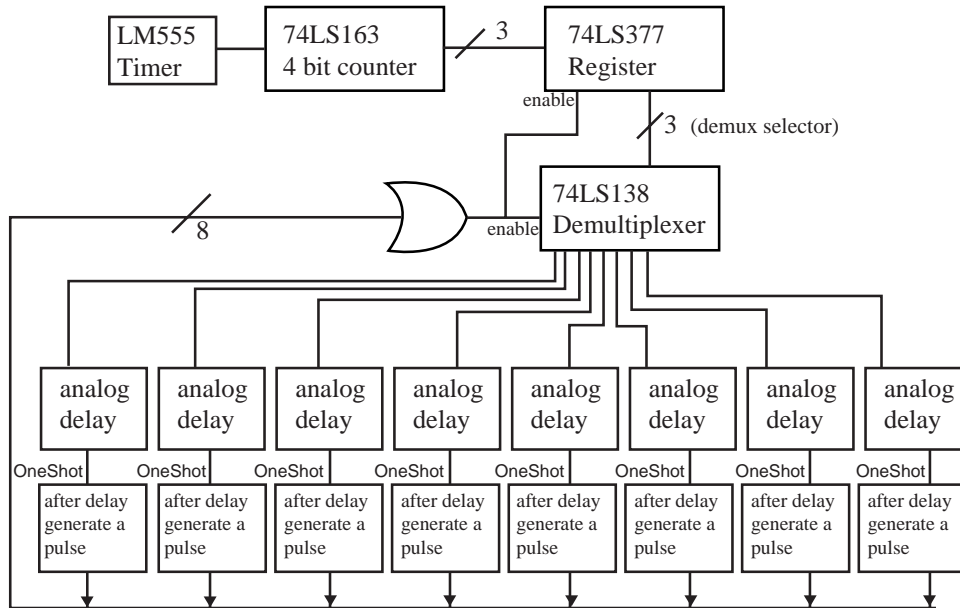 LM555
Timer
74LS163
4 bit counter
3
74LS377
Register
enable
3 (demux selector)
74LS138
Demultiplexer
enable
8
analog
delay
analog
delay
analog
delay
analog
delay
analog
delay
analog
delay
analog
delay
analog
delay
OneShot
OneShot
OneShot
OneShot
OneShot
OneShot
OneShot
OneShot
after delay
generate a
pulse
after delay
generate a
pulse
after delay
generate a
pulse
after delay
generate a
pulse
after delay
generate a
pulse
after delay
generate a
pulse
after delay
generate a
pulse
after delay
generate a
pulse